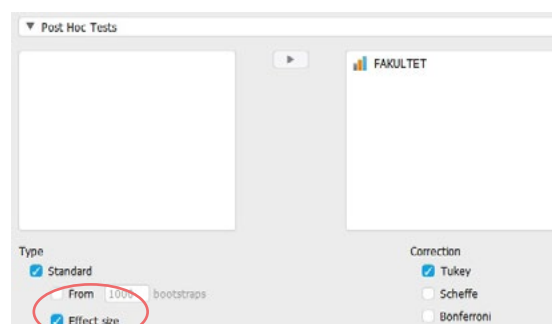 Post Hoc Tests
FAKULTET
Type
Correction
Standard
Tukey
From 1000 bootstraps
Scheffe
Effect size
Bonferroni